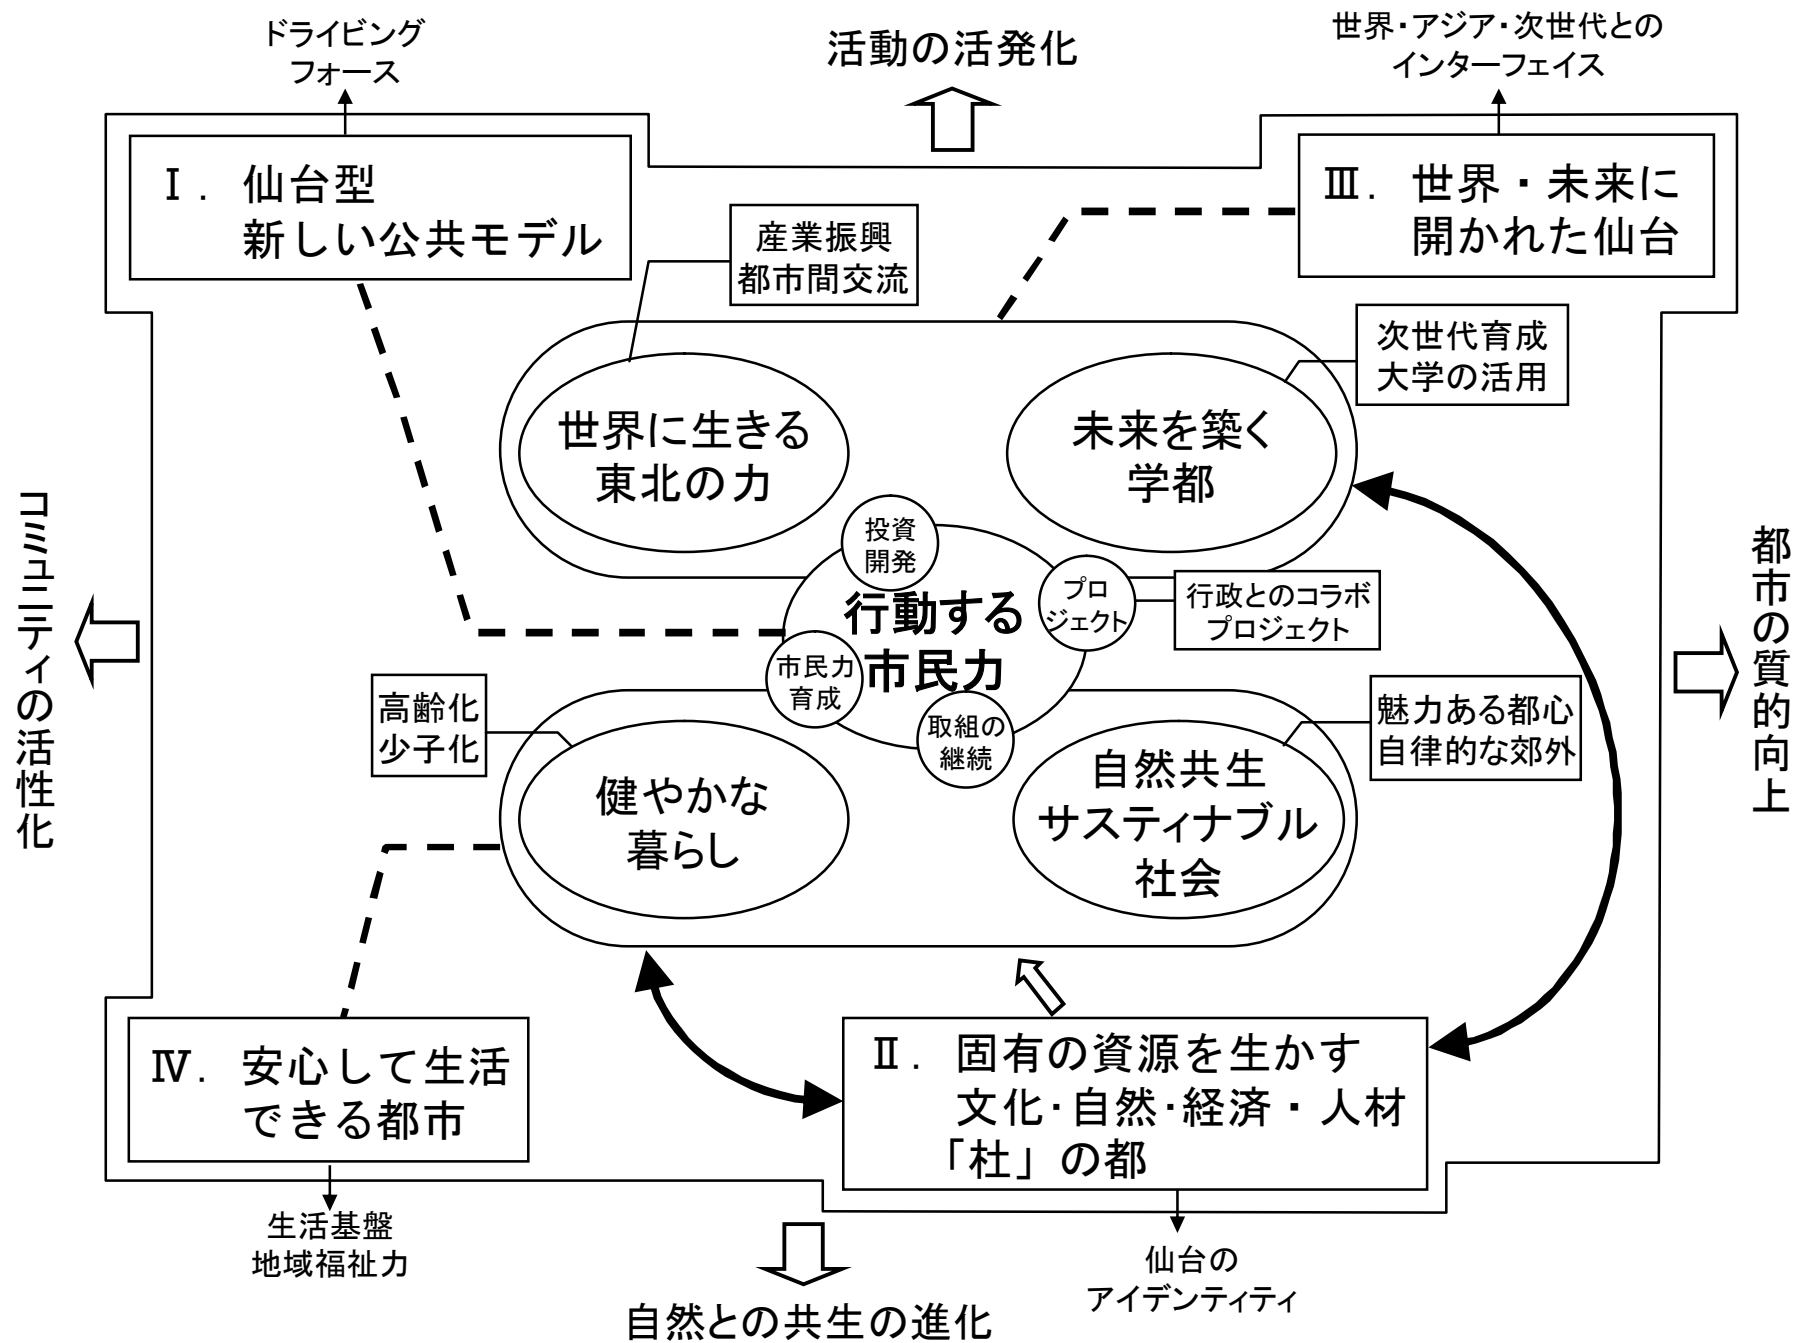 ドライビング
フォース
活動の活発化
世界・アジア・次世代との
インターフェイス
Ⅰ. 仙台型
新しい公共モデル
Ⅲ. 世界・未来に
開かれた仙台
産業振興
都市間交流
次世代育成
大学の活用
世界に生きる
東北の力
未来を築く
学都
投資
開発
プロ
ジェクト
行政とのコラボ
プロジェクト
行動する
市民力
市民力
育成
取組の
継続
コミュニティの活性化
都市の質的向上
高齢化
少子化
魅力ある都心
自律的な郊外
健やかな
暮らし
自然共生
サスティナブル
社会
Ⅳ. 安心して生活
できる都市
Ⅱ. 固有の資源を生かす
文化・自然・経済・人材
「杜」の都
生活基盤
地域福祉力
仙台の
アイデンティティ
自然との共生の進化